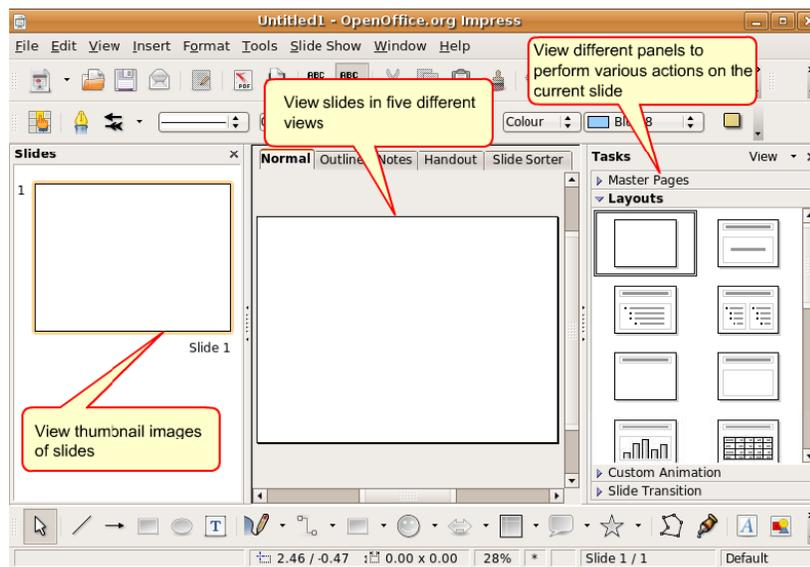 Untitled1 - OpenOffice.org Impress
File Edit View Insert Format Tools Slide Show Window Help
View different panels to
perform various actions on the
current slide
PDF ABC ABC
View slides in five different
views
Colour
Slides
Normal Outline Notes Handout Slide Sorter
Tasks View
1
Master Pages
Layouts
Slide 1
View thumbnail images
of slides
Custom Animation
Slide Transition
T A
2.46 / -0.47 0.00 x 0.00 28% * Slide 1 / 1 Default